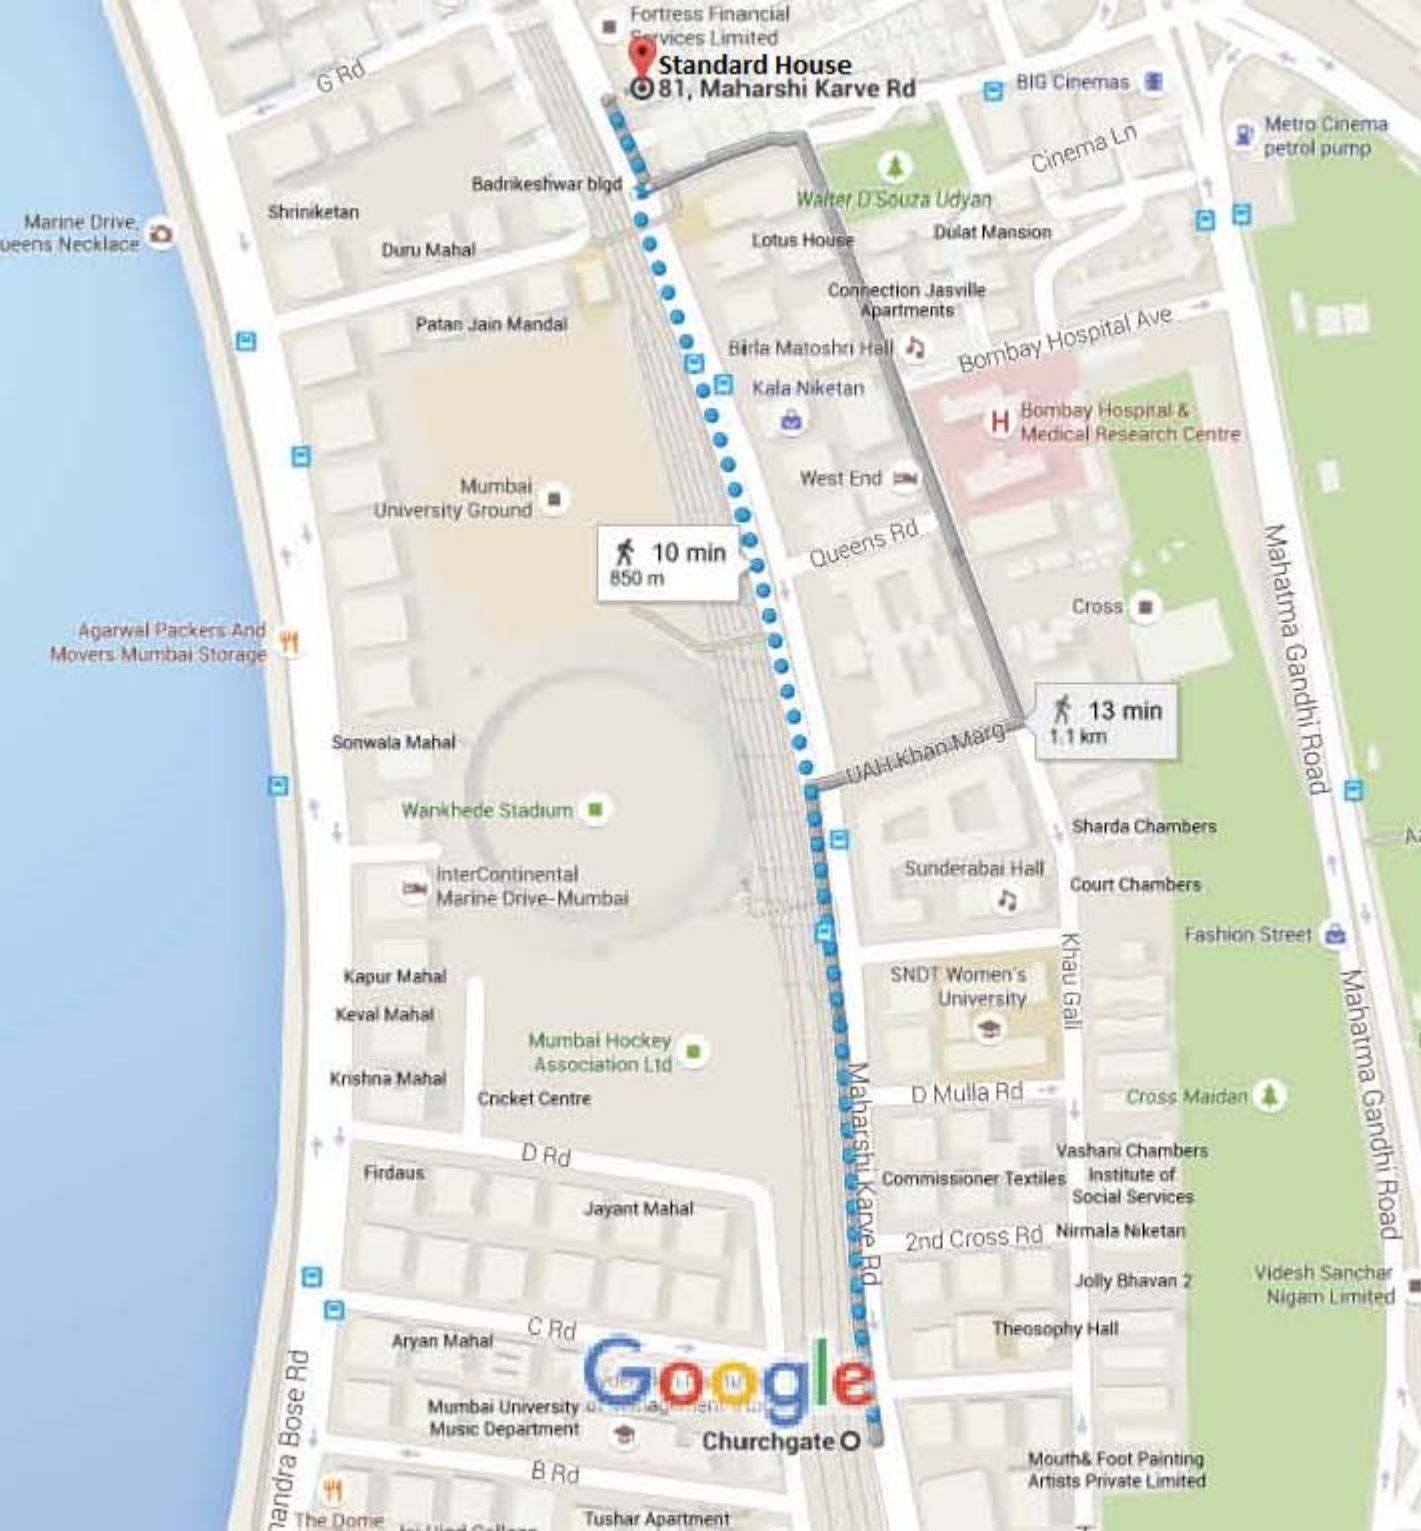 Fortress Financial
Services Limited
Standard House
81, Maharshi Karve Rd
G Rd
BIG Cinemas
Metro Cinema
petrol pump
Cinema Ln
Badrikeshwar blgd
Walter D'Souza Udyan
Shriniketan
Marine Drive,
ueens Necklace
Duru Mahal
Lotus House
Dulat Mansion
Connection Jasville
Apartments
Patan Jain Mandal
Birla Matoshri Hall
Bombay Hospital Ave
Kala Niketan
H
Bombay Hospital &
Medical Research Centre
West End
Mumbai
University Ground
Queens Rd
10 min
850 m
Mahatma Gandhi Road
Cross
Agarwal Packers And
Movers Mumbai Storage
13 min
1.1 km
UAH Khan Marg
Sonwala Mahal
Wankhede Stadium
Sharda Chambers
Sunderabai Hall
Court Chambers
InterContinental
Marine Drive-Mumbai
Fashion Street
Khau Gali
Kapur Mahal
SNDT Women's
University
Keval Mahal
Mumbai Hockey
Association Ltd
Krishna Mahal
Cricket Centre
D Mulla Rd
Cross Maidan
Maharshi Karve Rd
Mahatma Gandhi Road
D Rd
Firdaus
Vashani Chambers
Commissioner Textiles
Institute of
Social Services
Jayant Mahal
2nd Cross Rd
Nirmala Niketan
Jolly Bhavan 2
Videsh Sanchar
Nigam Limited
C Rd
Aryan Mahal
Theosophy Hall
Google
Mumbai University
Music Department
Churchgate
B Rd
Mouth& Foot Painting
Artists Private Limited
andra Bose Rd
The Dome
Tushar Apartment